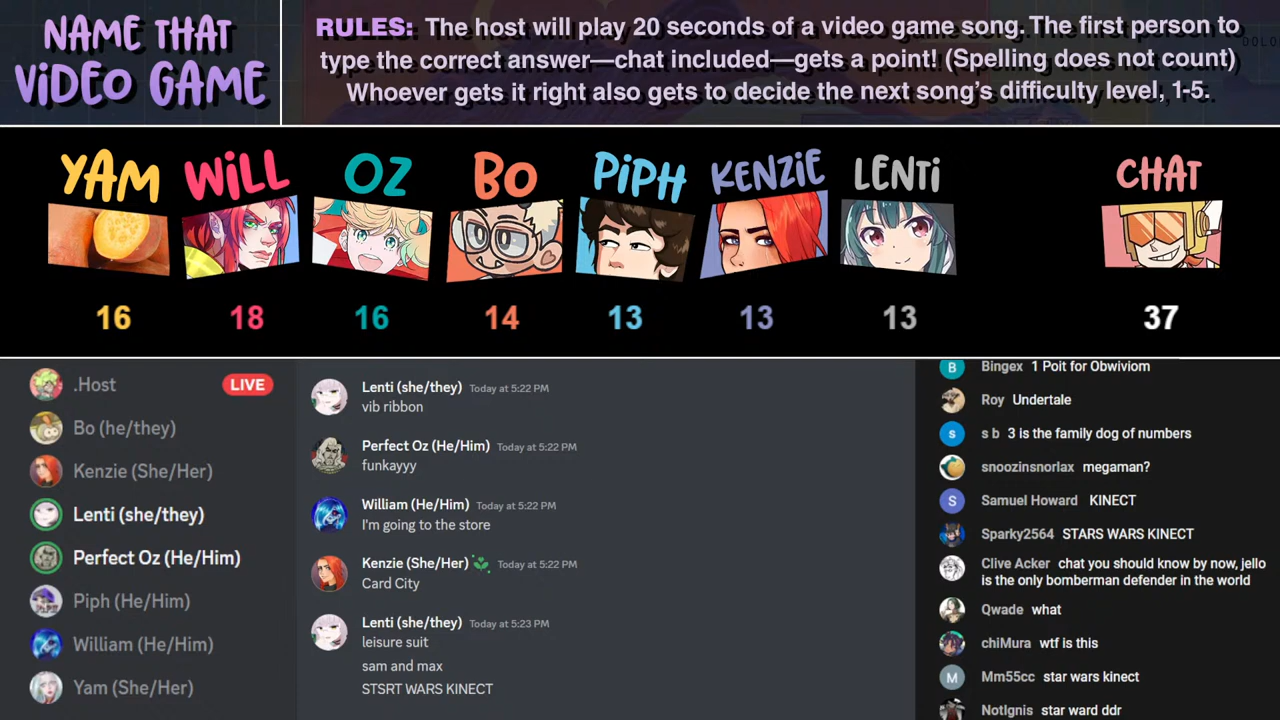 NAME THAT
ViDEO GAME
RULES: The host will play 20 seconds of a video game song. The first person to
type the correct answer—chat included—gets a point! (Spelling does not count)
Whoever gets it right also gets to decide the next song's difficulty level, 1-5.
YAM
WiLL
OZ
BO
PiPH
KENZiE
LENTi
CHAT
16
18
16
14
13
13
13
37
.Host
LIVE
Bo (he/they)
Kenzie (She/Her)
Lenti (she/they)
Perfect Oz (He/Him)
Piph (He/Him)
William (He/Him)
Yam (She/Her)
Lenti (she/they) Today at 5:22 PM
vib ribbon
Perfect Oz (He/Him) Today at 5:22 PM
funkayyy
William (He/Him) Today at 5:22 PM
I'm going to the store
Kenzie (She/Her) Today at 5:22 PM
Card City
Lenti (she/they) Today at 5:23 PM
leisure suit
sam and max
STSRT WARS KINECT
B Bingex 1 Poit for Obwiviom
Roy Undertale
s s b 3 is the family dog of numbers
snoozinsnorlax megaman?
S Samuel Howard KINECT
Sparky2564 STARS WARS KINECT
Clive Acker chat you should know by now, jello
is the only bomberman defender in the world
Qwade what
chiMura wtf is this
M Mm55cc star wars kinect
NotIgnis star ward ddr